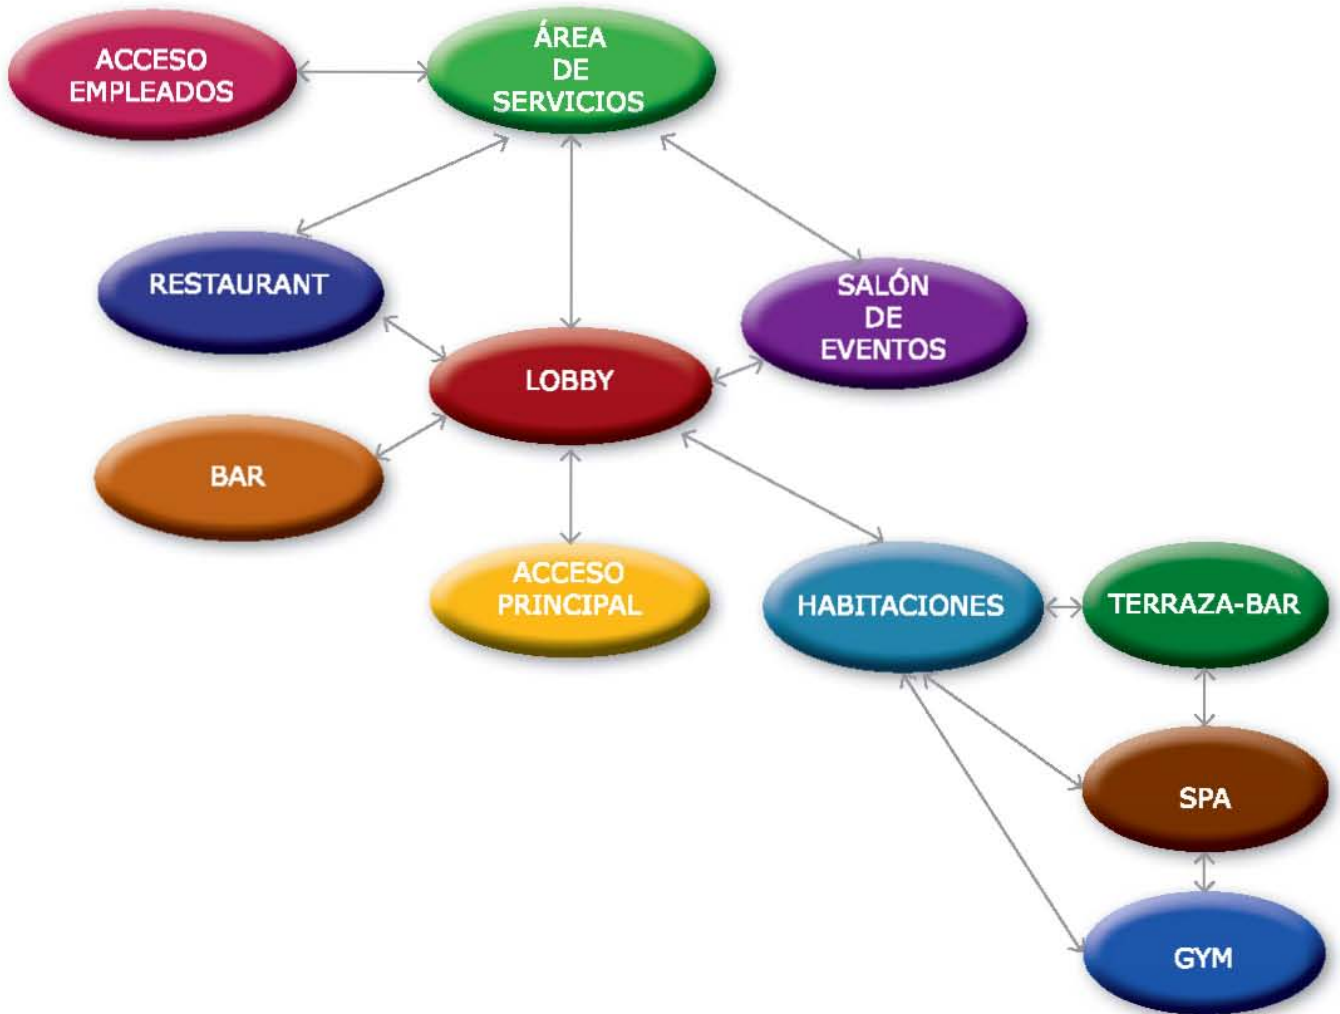 ACCESO
EMPLEADOS
ÁREA
DE
SERVICIOS
RESTAURANT
SALÓN
DE
EVENTOS
LOBBY
BAR
ACCESO
PRINCIPAL
HABITACIONES
TERRAZA-BAR
SPA
GYM